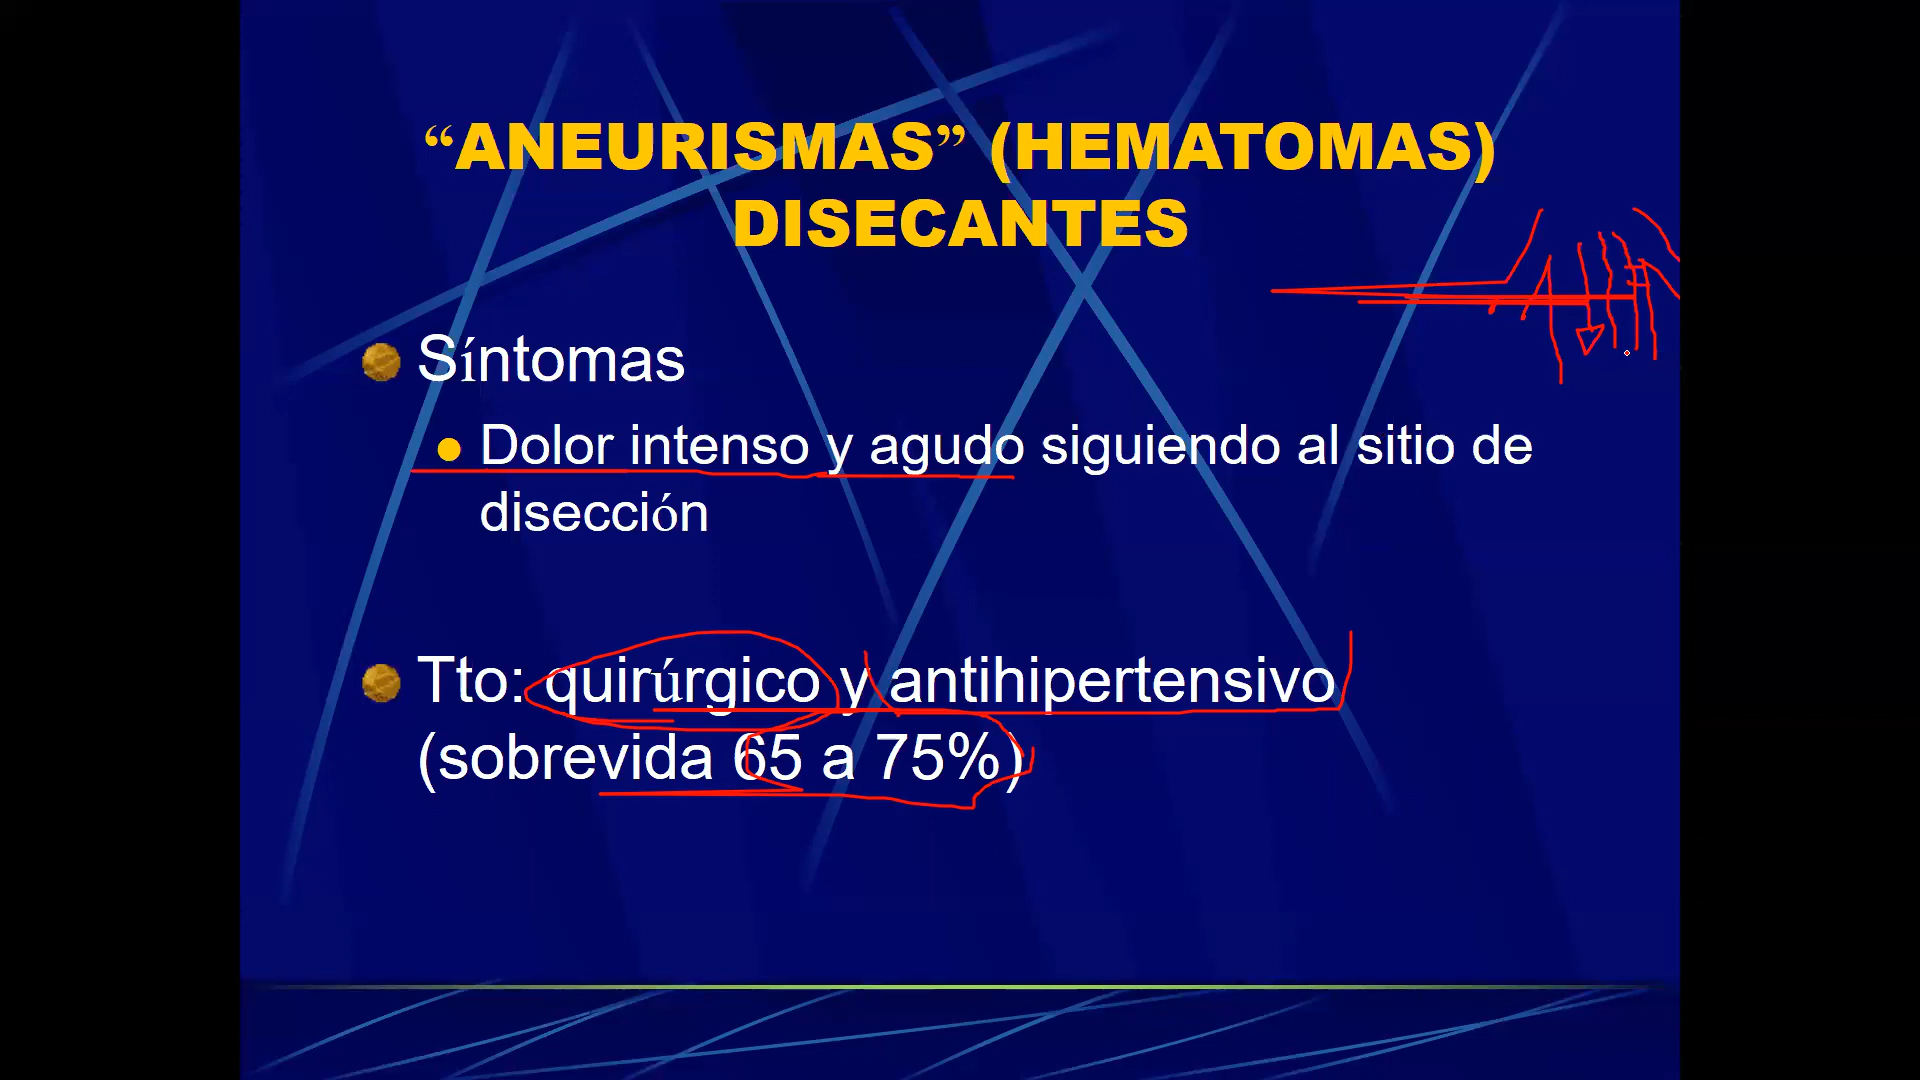 “ANEURISMAS” (HEMATOMAS)
DISECANTES
Síntomas
Dolor intenso y agudo siguiendo al sitio de
disección
Tto: quirúrgico y antihipertensivo
(sobrevida 65 a 75%)